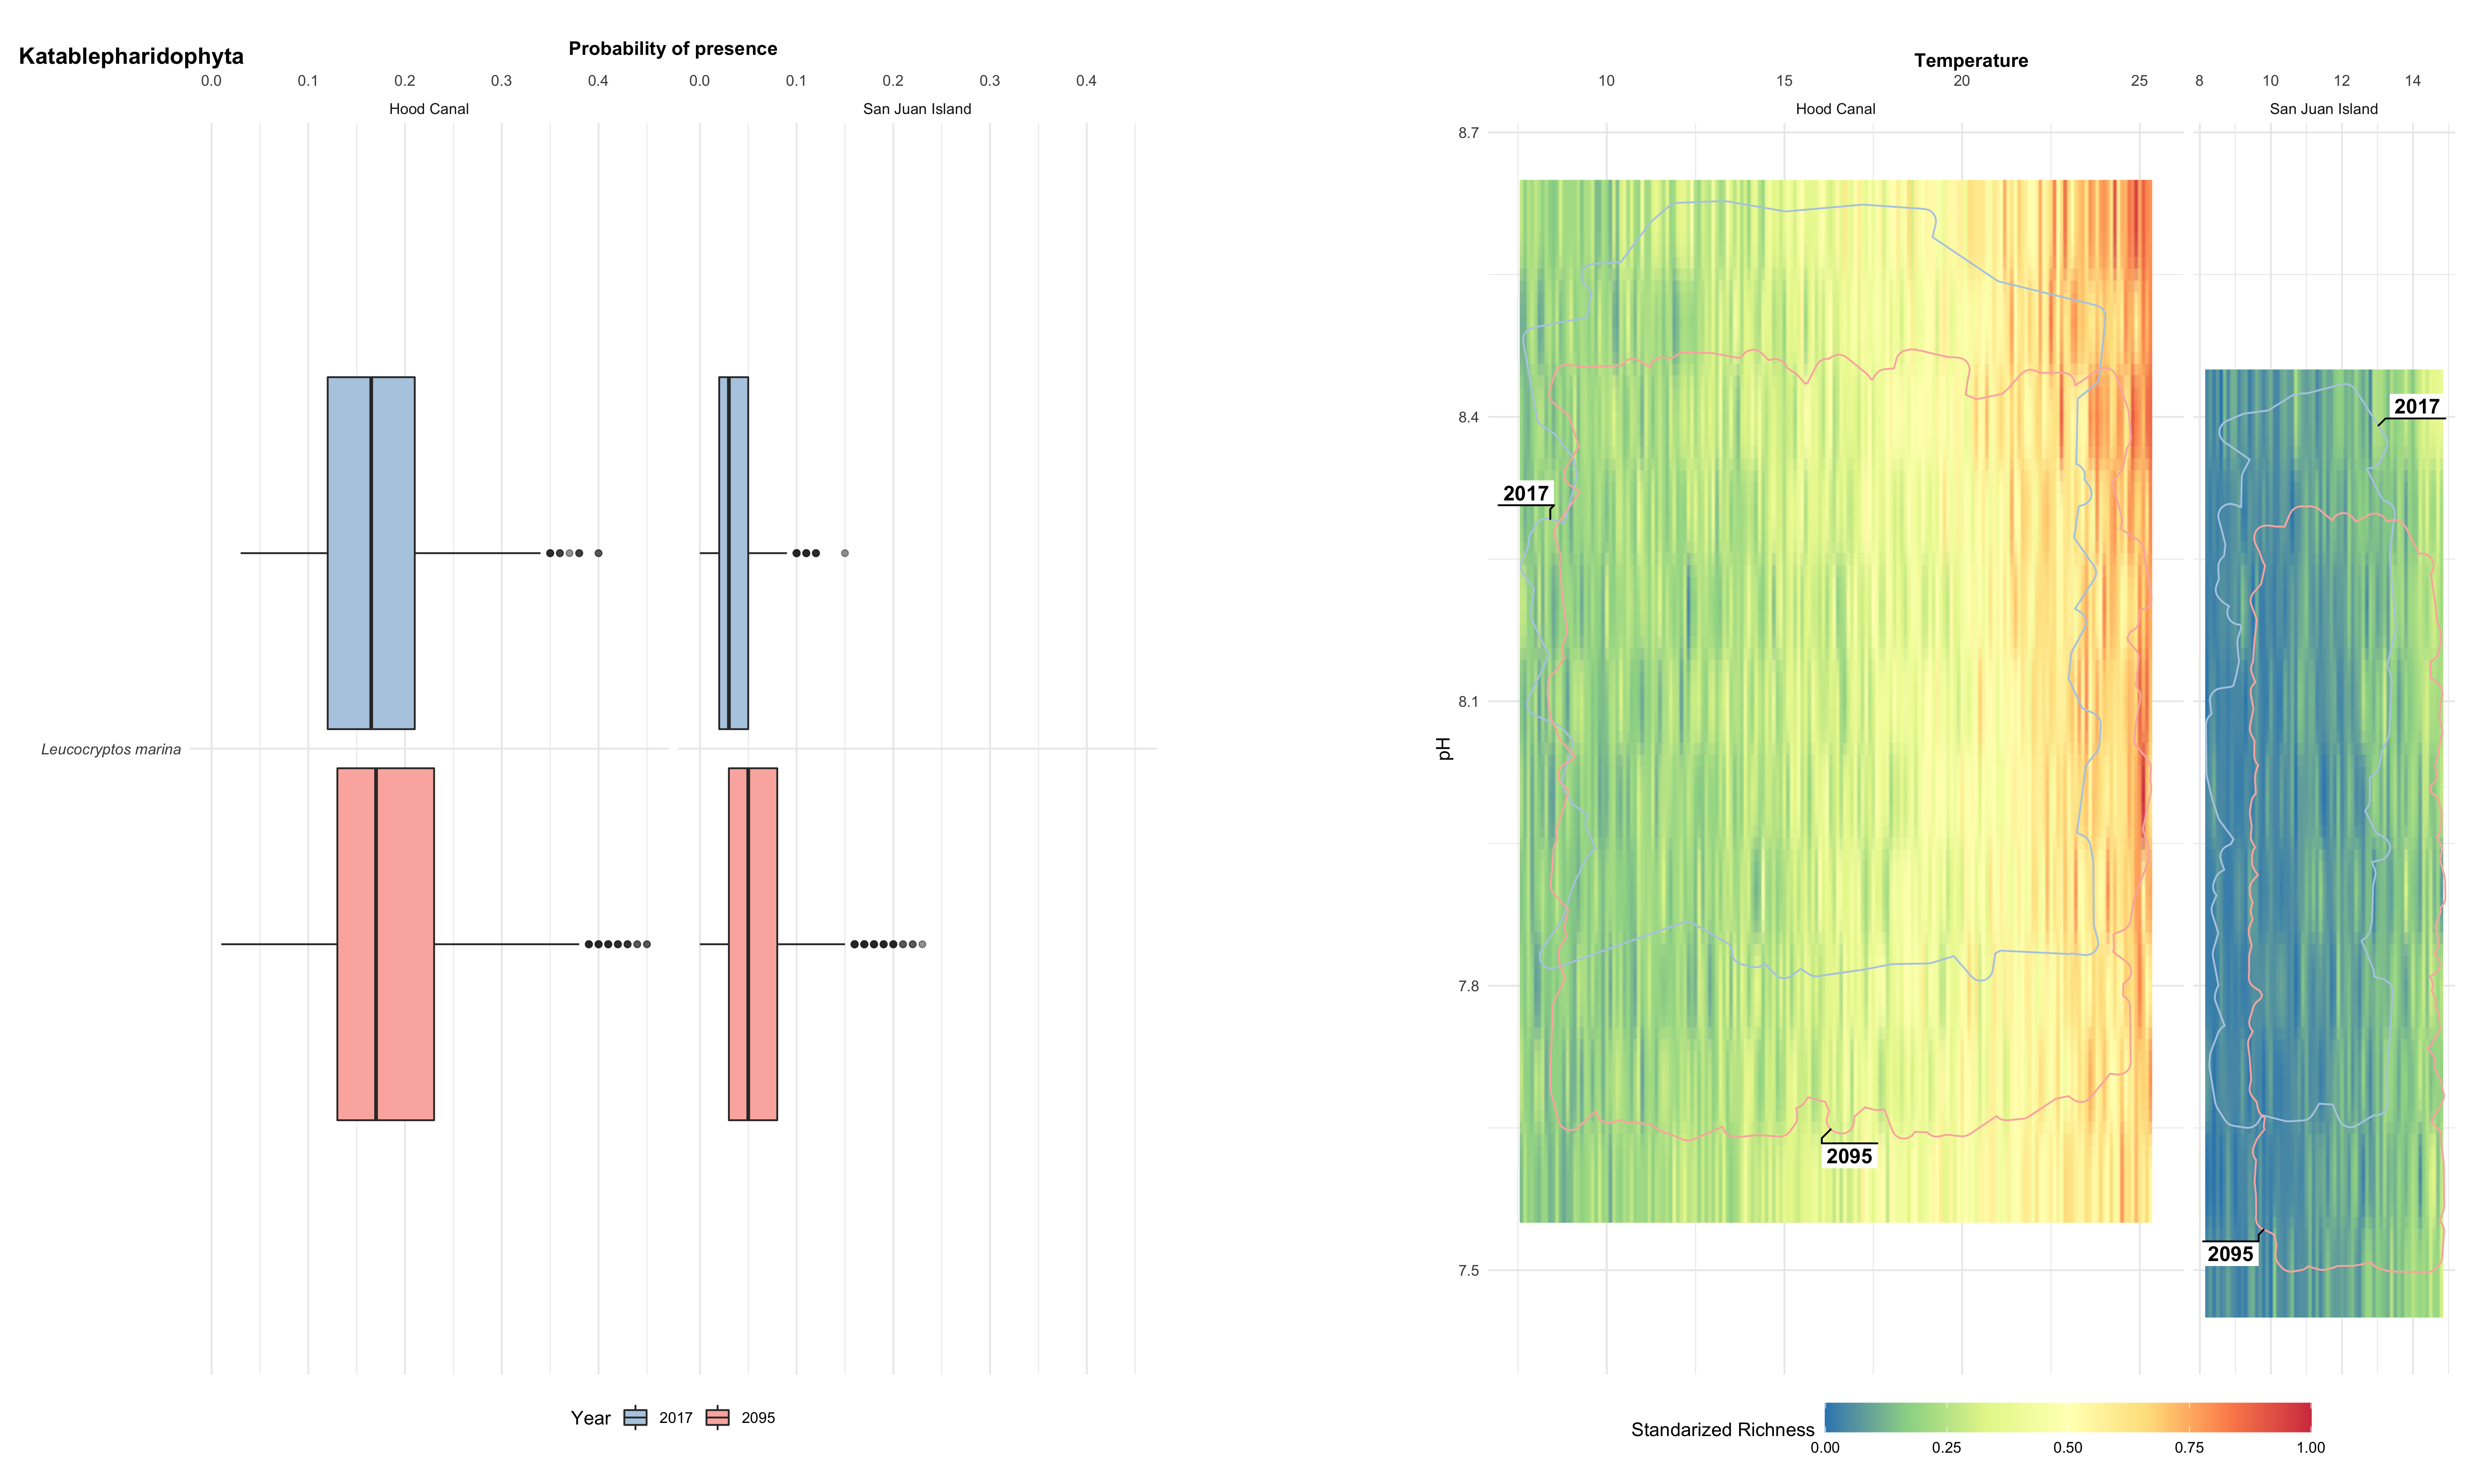 Katablepharidophyta
Probability of presence
0.0 0.1 0.2 0.3 0.4 0.0 0.1 0.2 0.3 0.4
Hood Canal San Juan Island
Leucocryptos marina
Year 2017 2095
Temperature
10 15 20 25 8 10 12 14
Hood Canal San Juan Island
8.7
8.4
8.1
7.8
7.5
pH
2017
2017
2095
2095
Standarized Richness
0.00 0.25 0.50 0.75 1.00